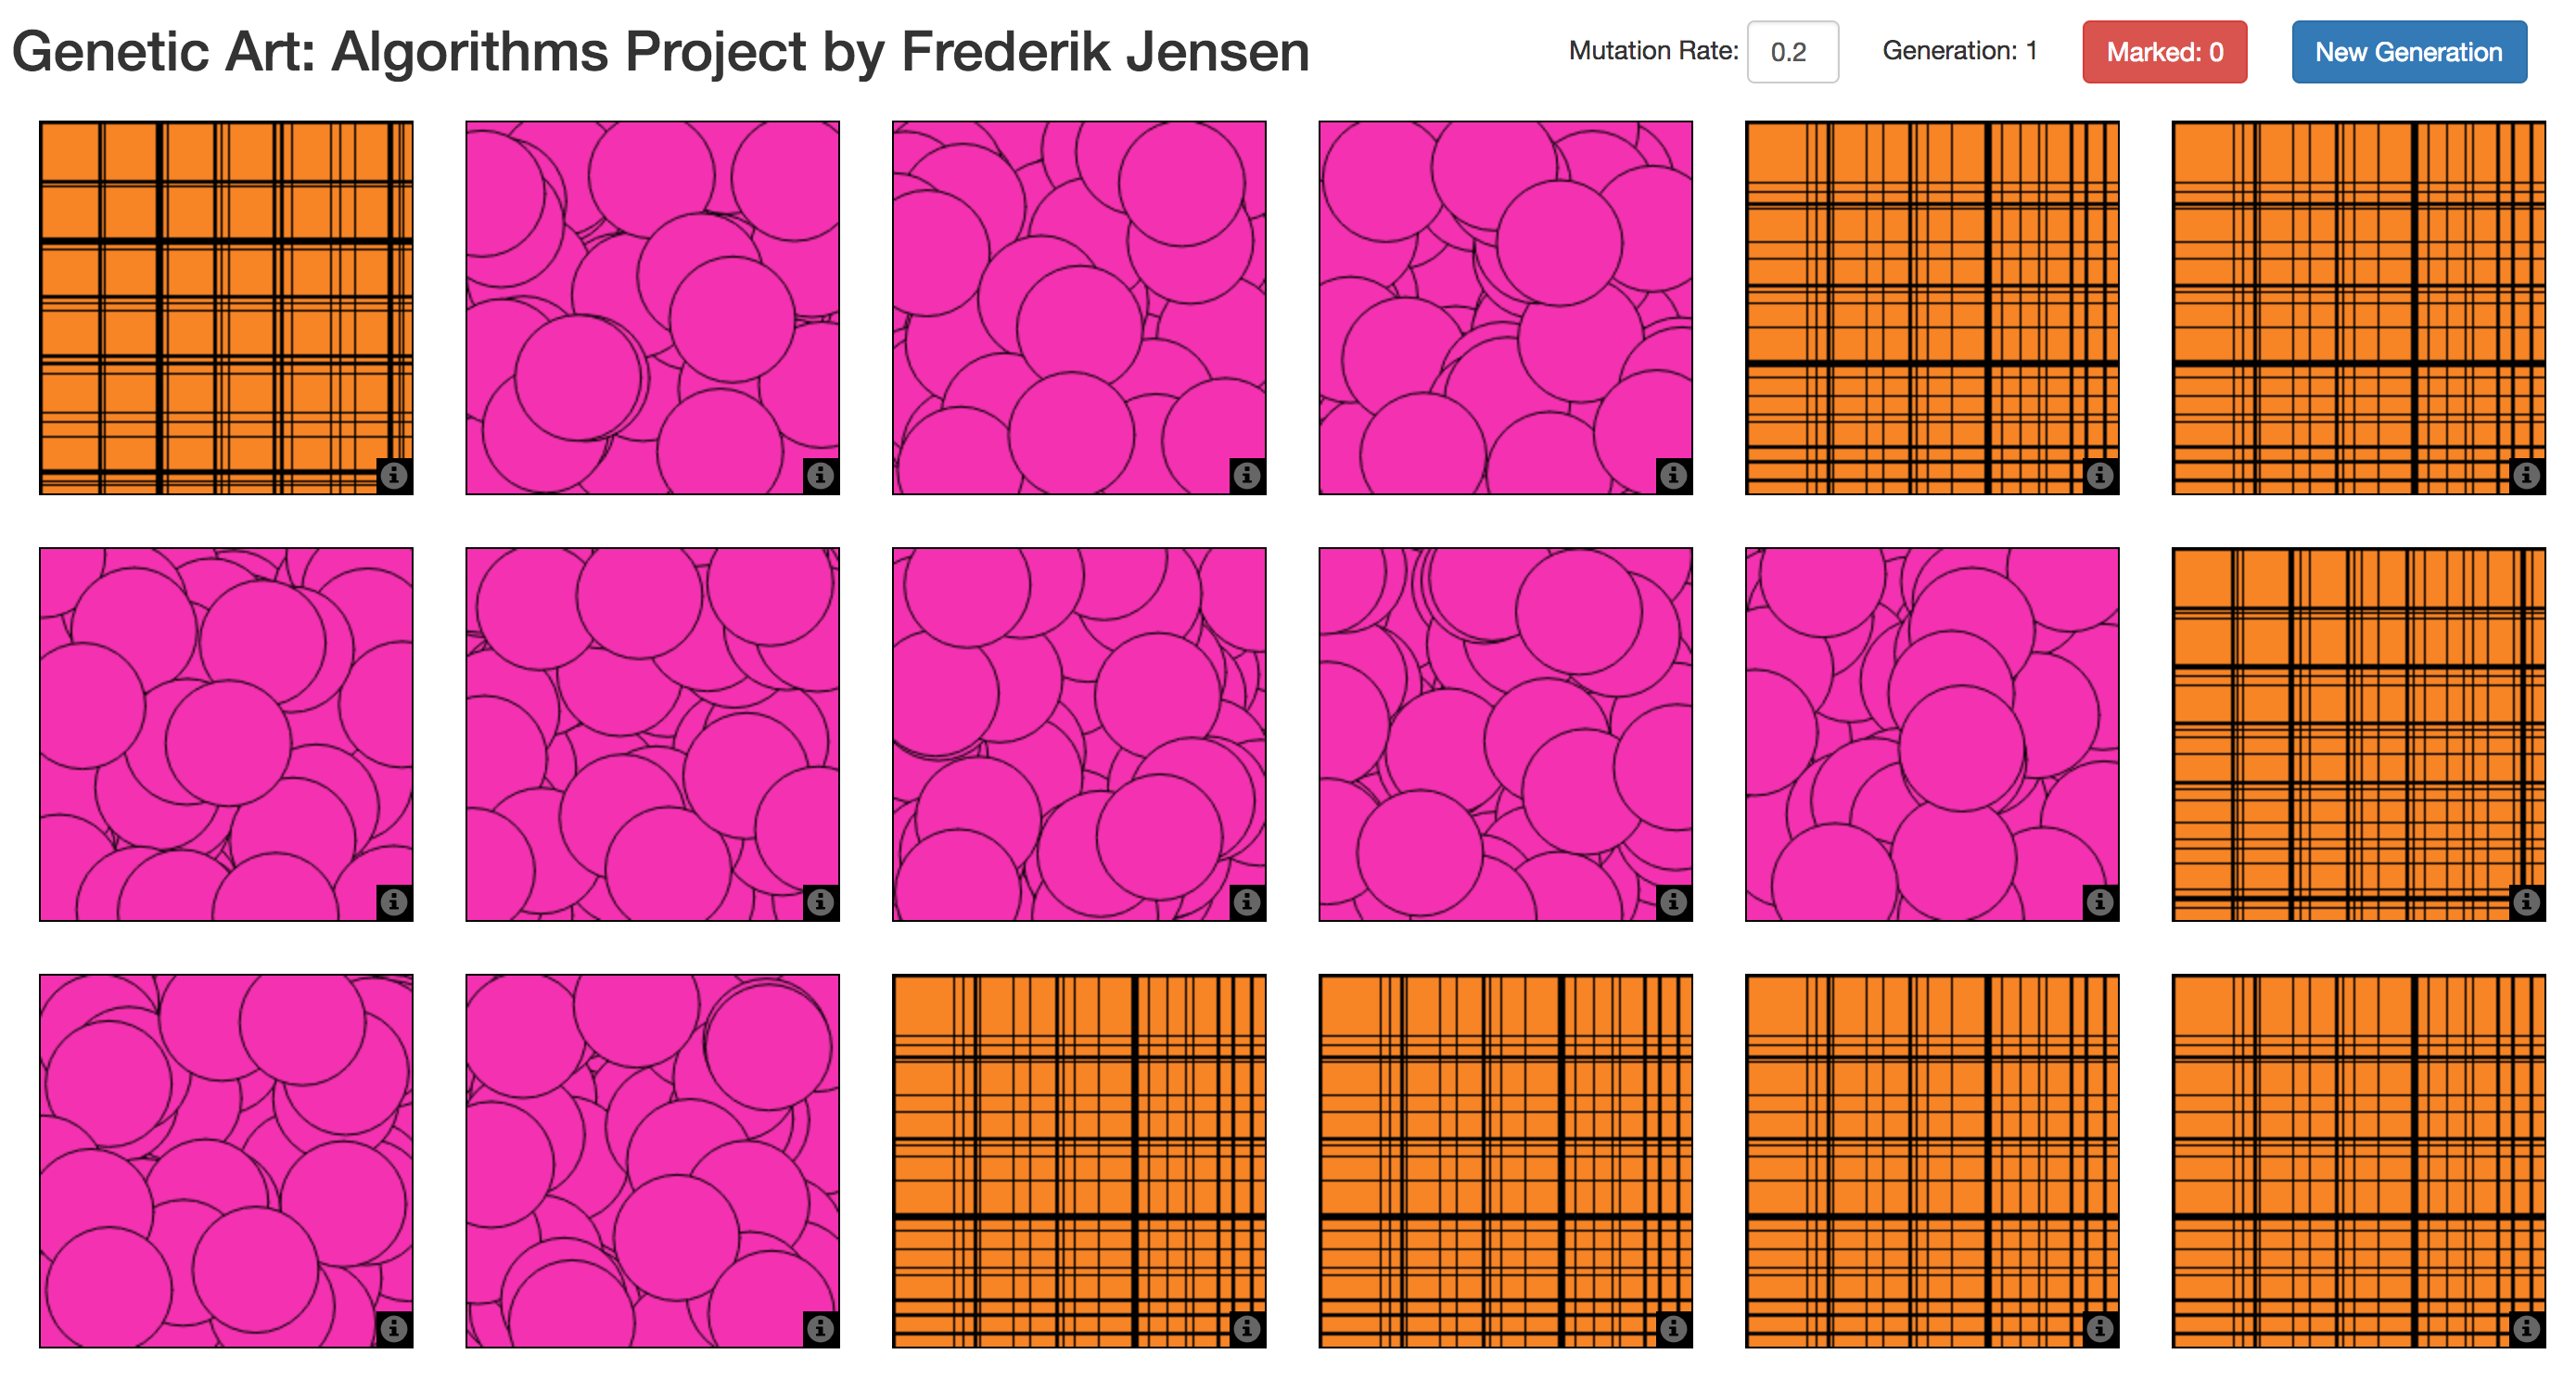 Genetic Art: Algorithms Project by Frederik Jensen
Mutation Rate: 0.2 Generation: 1 Marked: 0 New Generation